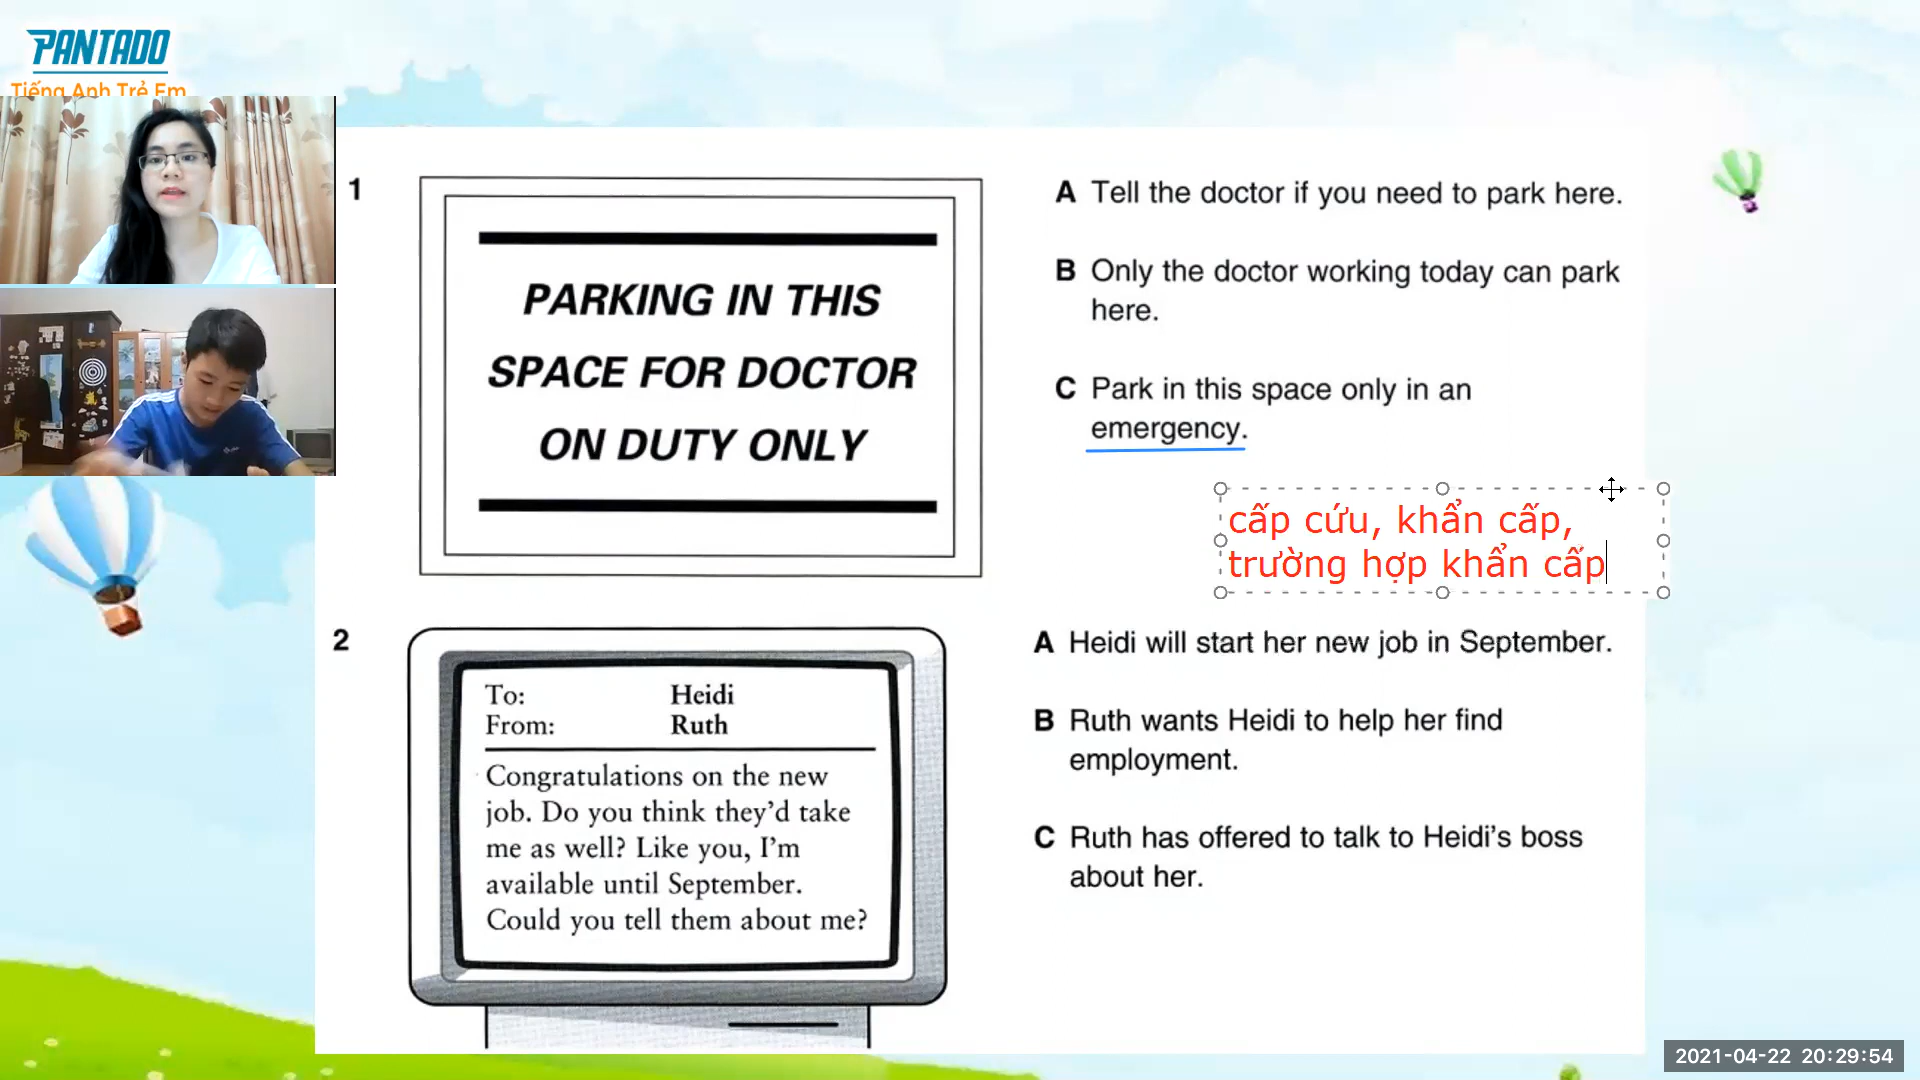 PANTADO
Tiếng Anh Trẻ Em
1
PARKING IN THIS
SPACE FOR DOCTOR
ON DUTY ONLY
A Tell the doctor if you need to park here.
B Only the doctor working today can park
here.
C Park in this space only in an
emergency.
cấp cứu, khẩn cấp,
trường hợp khẩn cấp
2
To: Heidi
From: Ruth
Congratulations on the new
job. Do you think they'd take
me as well? Like you, I'm
available until September.
Could you tell them about me?
A Heidi will start her new job in September.
B Ruth wants Heidi to help her find
employment.
C Ruth has offered to talk to Heidi's boss
about her.
2021-04-22 20:29:54